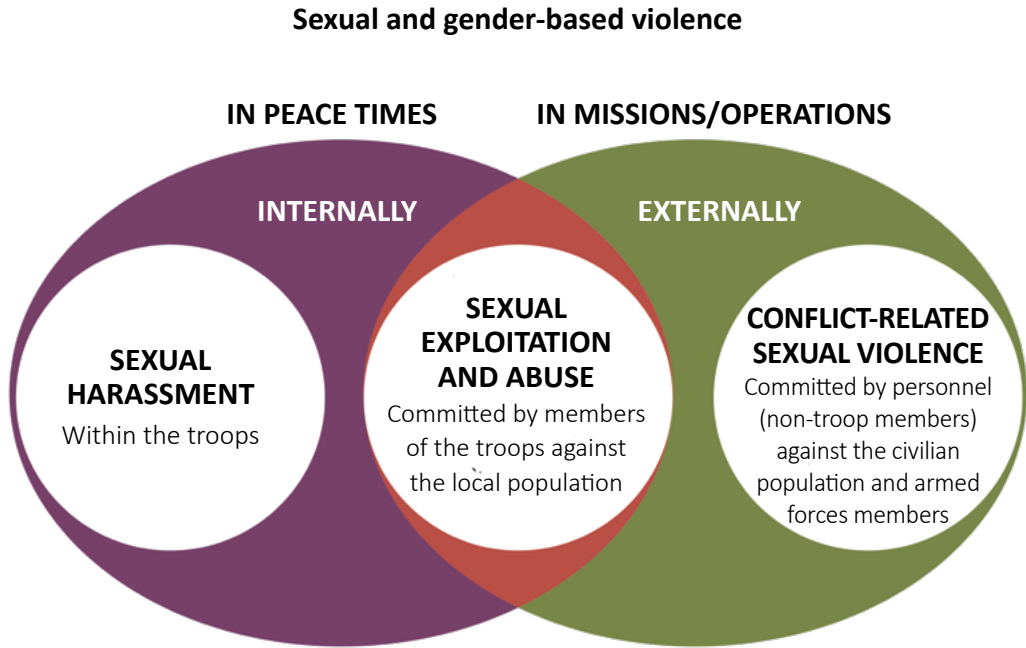 Sexual and gender-based violence
IN PEACE TIMES
IN MISSIONS/OPERATIONS
INTERNALLY
EXTERNALLY
SEXUAL
HARASSMENT
Within the troops
SEXUAL
EXPLOITATION
AND ABUSE
Committed by members
of the troops against
the local population
CONFLICT-RELATED
SEXUAL VIOLENCE
Committed by personnel
(non-troop members)
against the civilian
population and armed
forces members